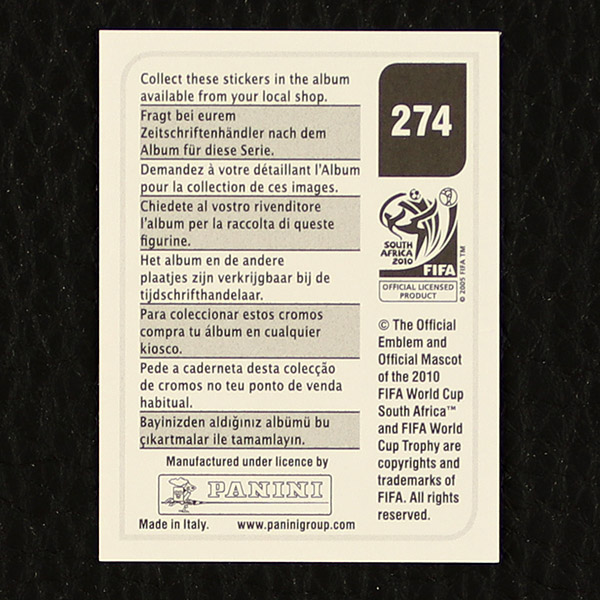 Collect these stickers in the album
available from your local shop.
Fragt bei eurem
Zeitschriftenhändler nach dem
Album für diese Serie.
Demandez à votre détaillant l'Album
pour la collection de ces images.
Chiedete al vostro rivenditore
l'album per la raccolta di queste
figurine.
Het album en de andere
plaatjes zijn verkrijgbaar bij de
tijdschrifthandelaar.
Para coleccionar estos cromos
compra tu álbum en cualquier
kiosco.
Pede a caderneta desta colecção
de cromos no teu ponto de venda
habitual.
Bayinizden aldığınız albümü bu
çıkartmalar ile tamamlayın.
Manufactured under licence by
PANINI
Made in Italy. www.paninigroup.com
274
SOUTH
AFRICA
2010
FIFA
© 2005 FIFA TM
OFFICIAL LICENSED
PRODUCT
© The Official
Emblem and
Official Mascot
of the 2010
FIFA World Cup
South Africa™
and FIFA World
Cup Trophy are
copyrights and
trademarks of
FIFA. All rights
reserved.